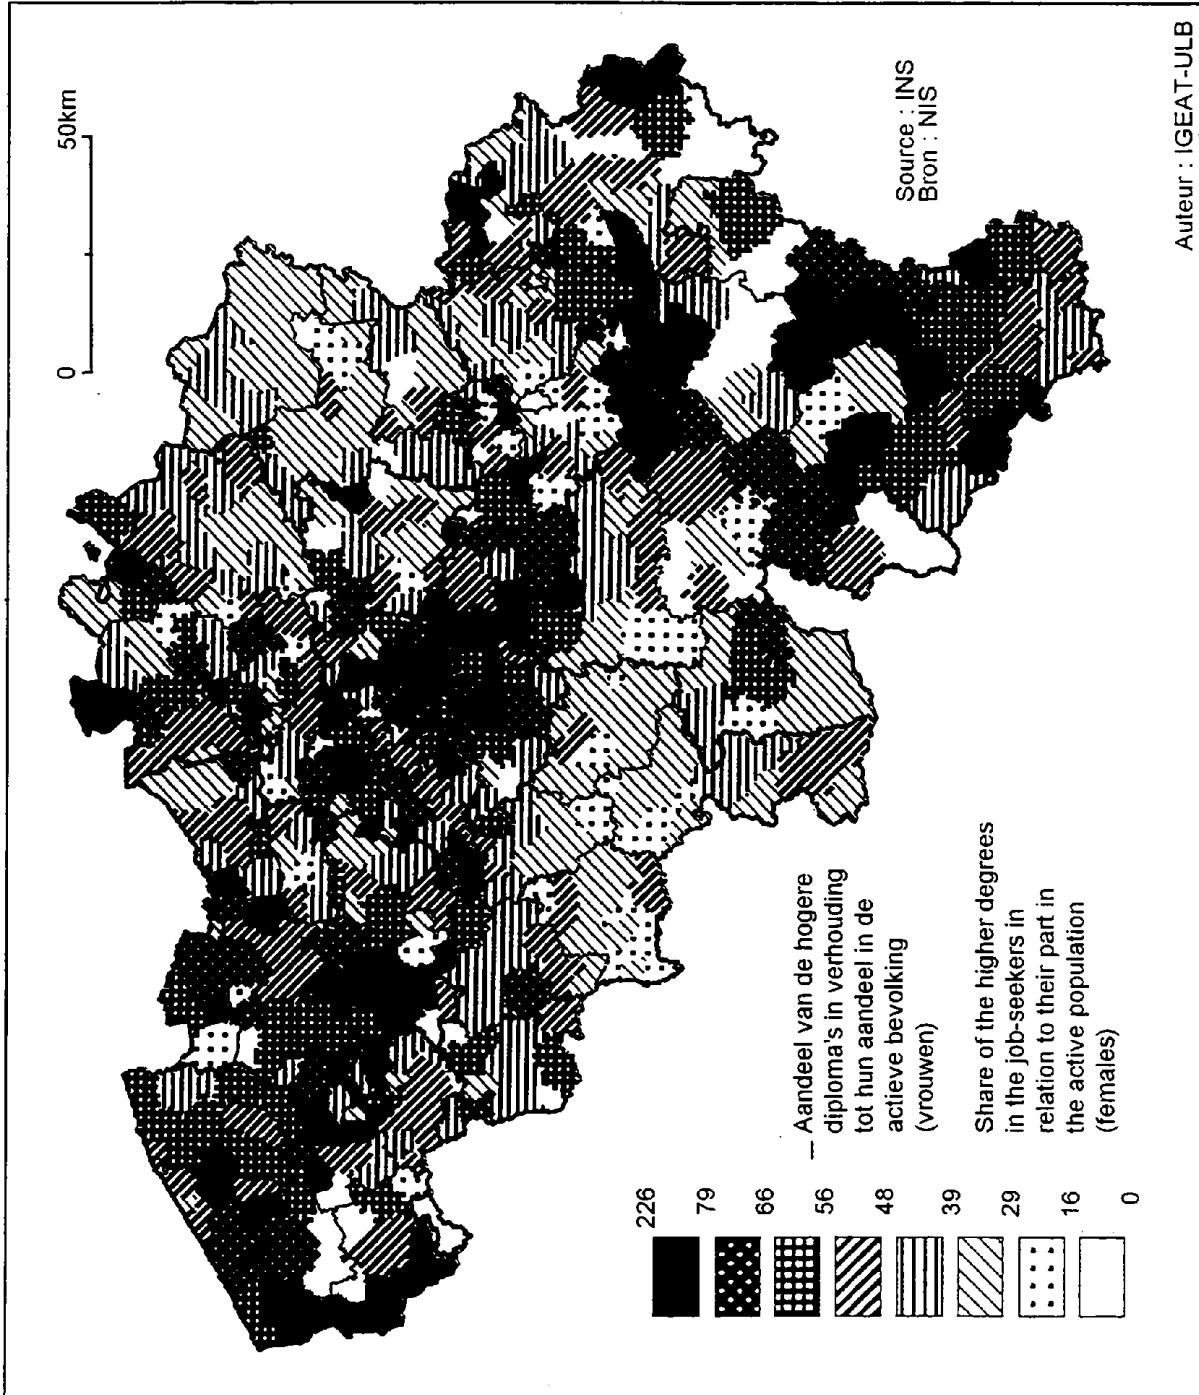 0
50km
Source : INS
Bron : NIS
226
79
66
56
48
39
29
16
0
— Aandeel van de hogere
diploma's in verhouding
tot hun aandeel in de
actieve bevolking
(vrouwen)
Share of the higher degrees
in the job-seekers in
relation to their part in
the active population
(females)
Auteur : IGEAT-ULB